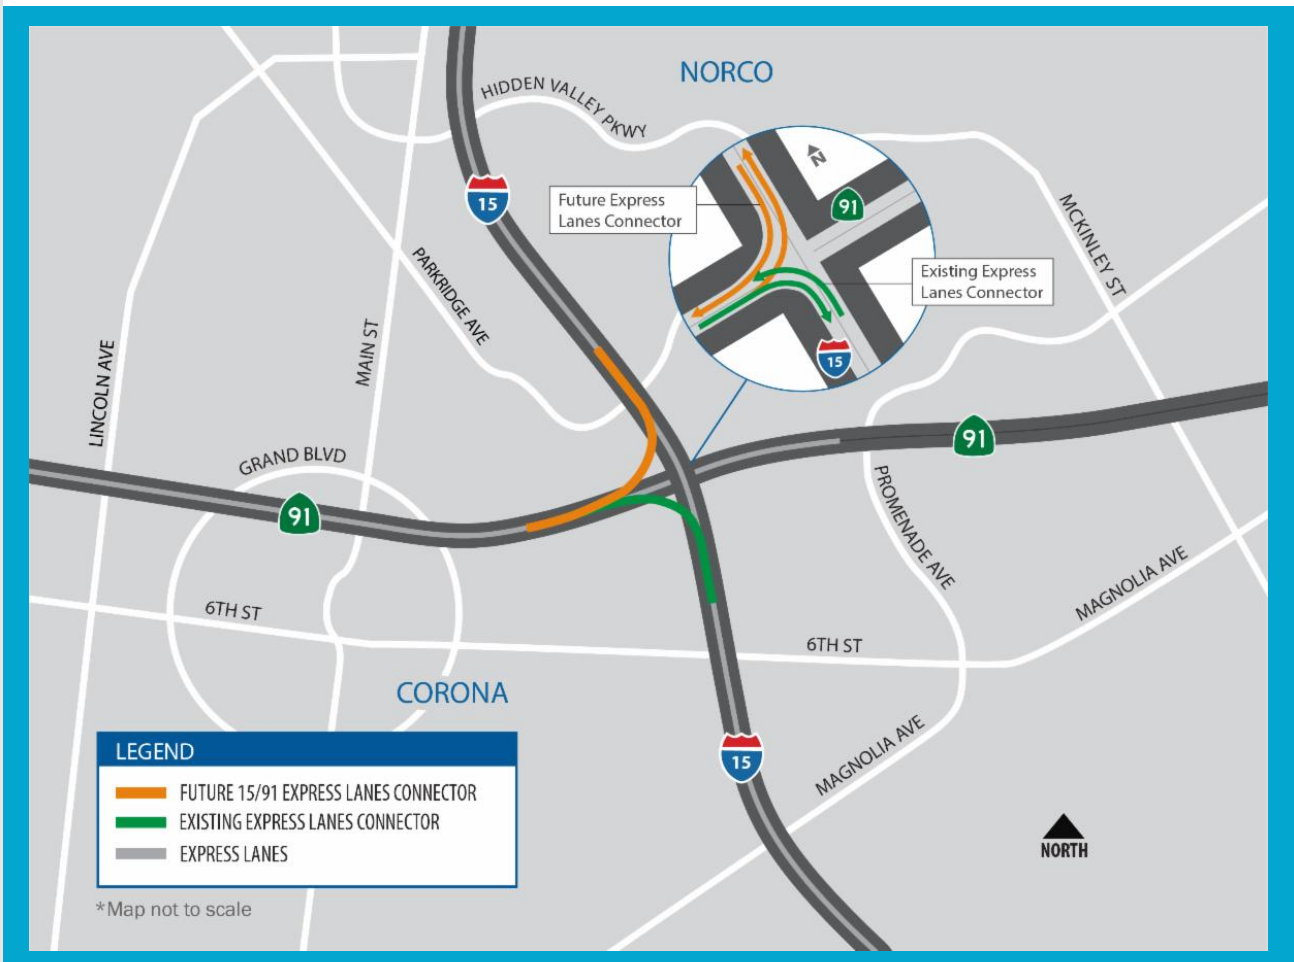 NORCO
HIDDEN VALLEY PKWY
15
Future Express
Lanes Connector
N
91
MCKINLEY ST
PARKRIDGE AVE
Existing Express
Lanes Connector
15
MAIN ST
LINCOLN AVE
GRAND BLVD
91
91
PROMENADE AVE
6TH ST
MAGNOLIA AVE
6TH ST
CORONA
15
MAGNOLIA AVE
LEGEND
FUTURE 15/91 EXPRESS LANES CONNECTOR
EXISTING EXPRESS LANES CONNECTOR
EXPRESS LANES
NORTH
*Map not to scale